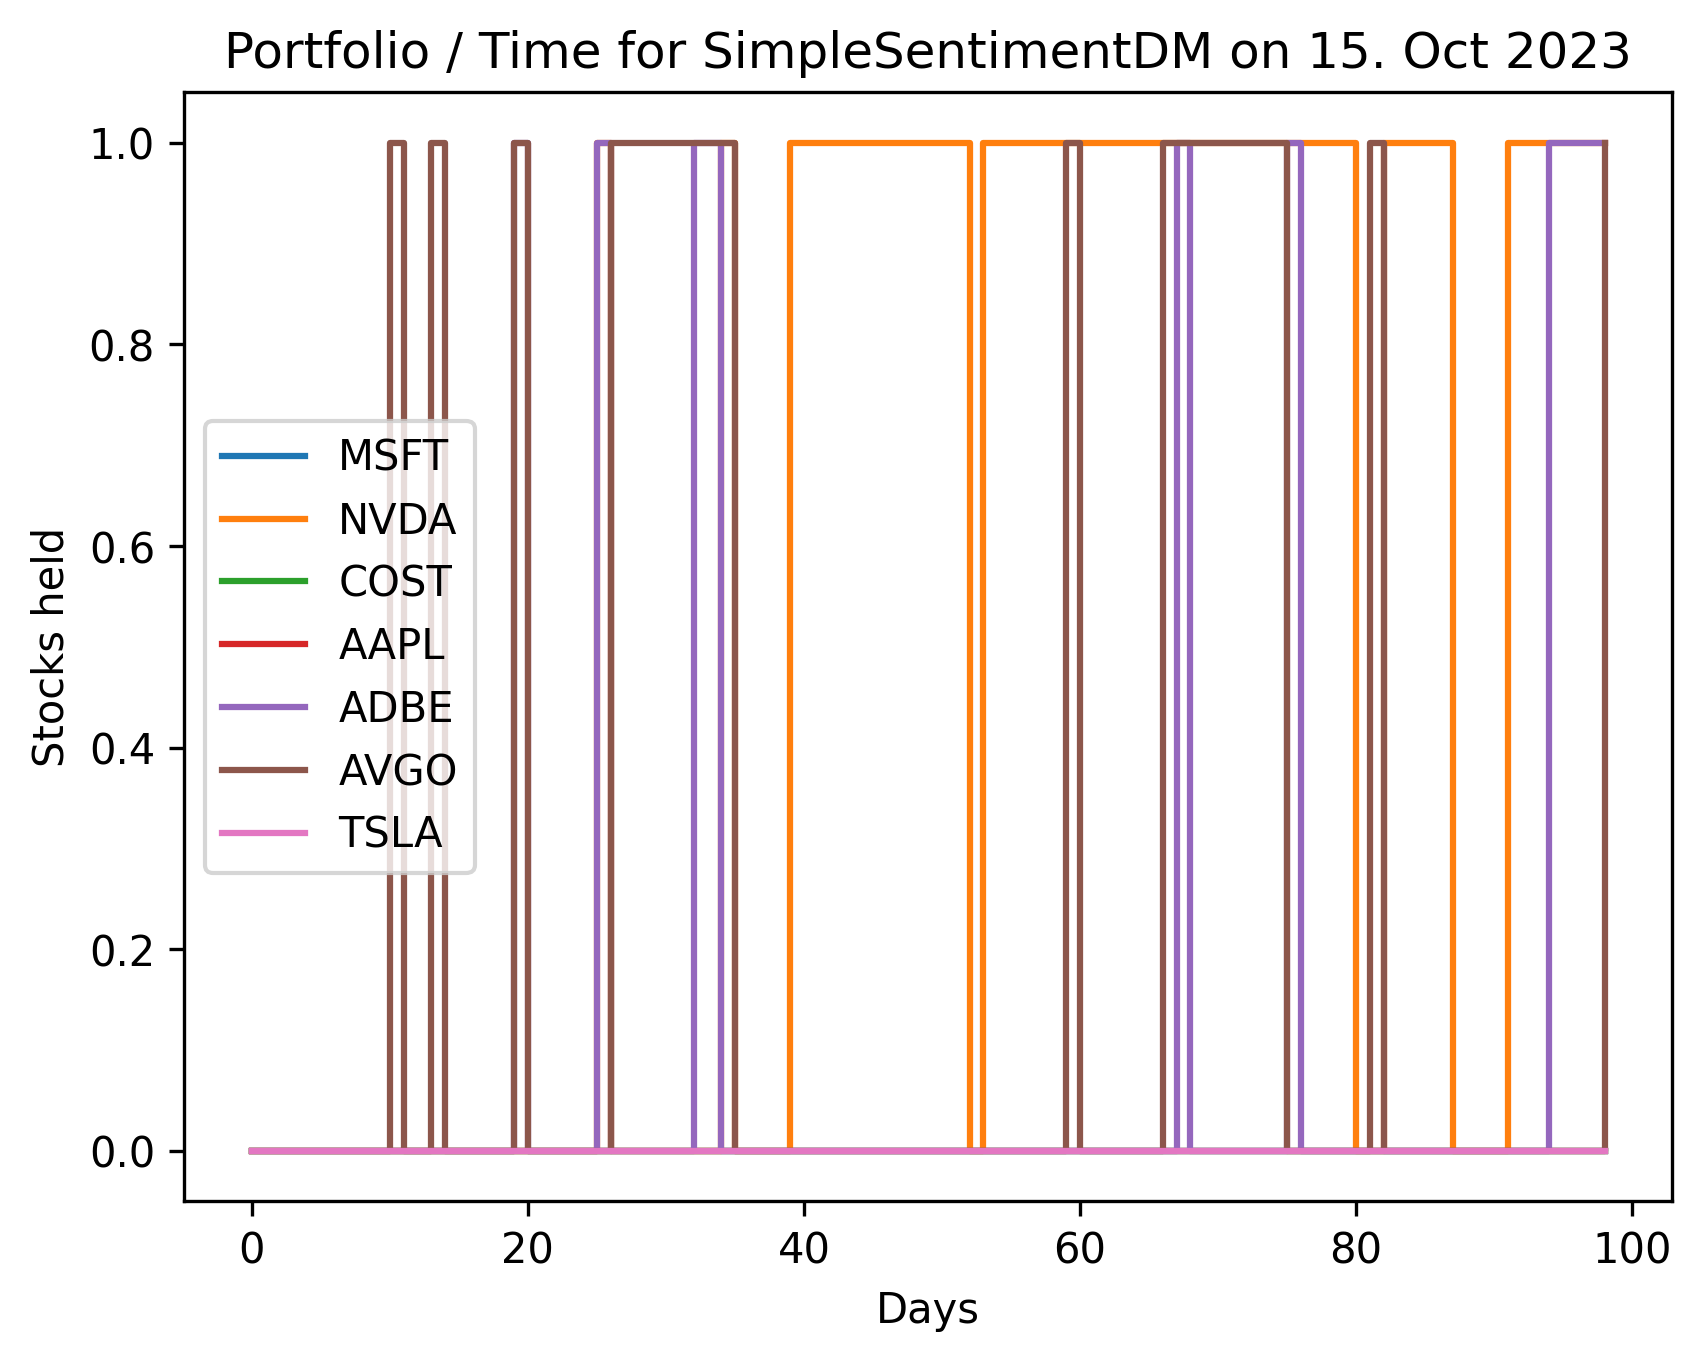 Portfolio / Time for SimpleSentimentDM on 15. Oct 2023
1.0
0.8
0.6
0.4
0.2
0.0
Stocks held
MSFT
NVDA
COST
AAPL
ADBE
AVGO
TSLA
0 20 40 60 80 100
Days